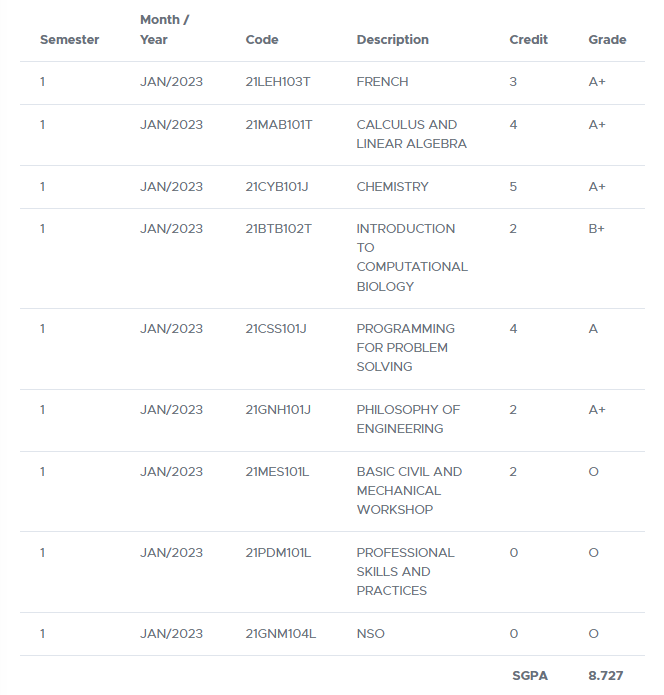 Month /
Semester Year Code Description Credit Grade
1 JAN/2023 21LEH103T FRENCH 3 A+
1 JAN/2023 21MAB101T CALCULUS AND 4 A+
LINEAR ALGEBRA
1 JAN/2023 21CYB101J CHEMISTRY 5 A+
1 JAN/2023 21BTB102T INTRODUCTION 2 B+
TO
COMPUTATIONAL
BIOLOGY
1 JAN/2023 21CSS101J PROGRAMMING 4 A
FOR PROBLEM
SOLVING
1 JAN/2023 21GNH101J PHILOSOPHY OF 2 A+
ENGINEERING
1 JAN/2023 21MES101L BASIC CIVIL AND 2 O
MECHANICAL
WORKSHOP
1 JAN/2023 21PDM101L PROFESSIONAL 0 O
SKILLS AND
PRACTICES
1 JAN/2023 21GNM104L NSO 0 O
SGPA 8.727